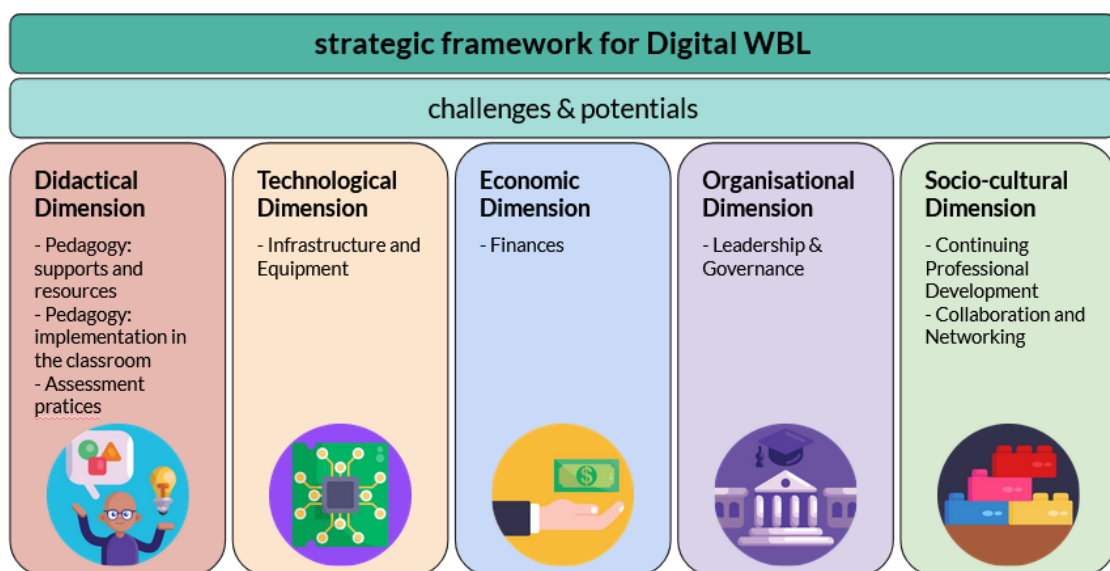 strategic framework for Digital WBL
challenges & potentials
Didactical
Dimension
- Pedagogy:
supports and
resources
- Pedagogy:
implementation in
the classroom
- Assessment
pratices
Technological
Dimension
- Infrastructure and
Equipment
Economic
Dimension
- Finances
Organisational
Dimension
- Leadership &
Governance
Socio-cultural
Dimension
- Continuing
Professional
Development
- Collaboration and
Networking
$